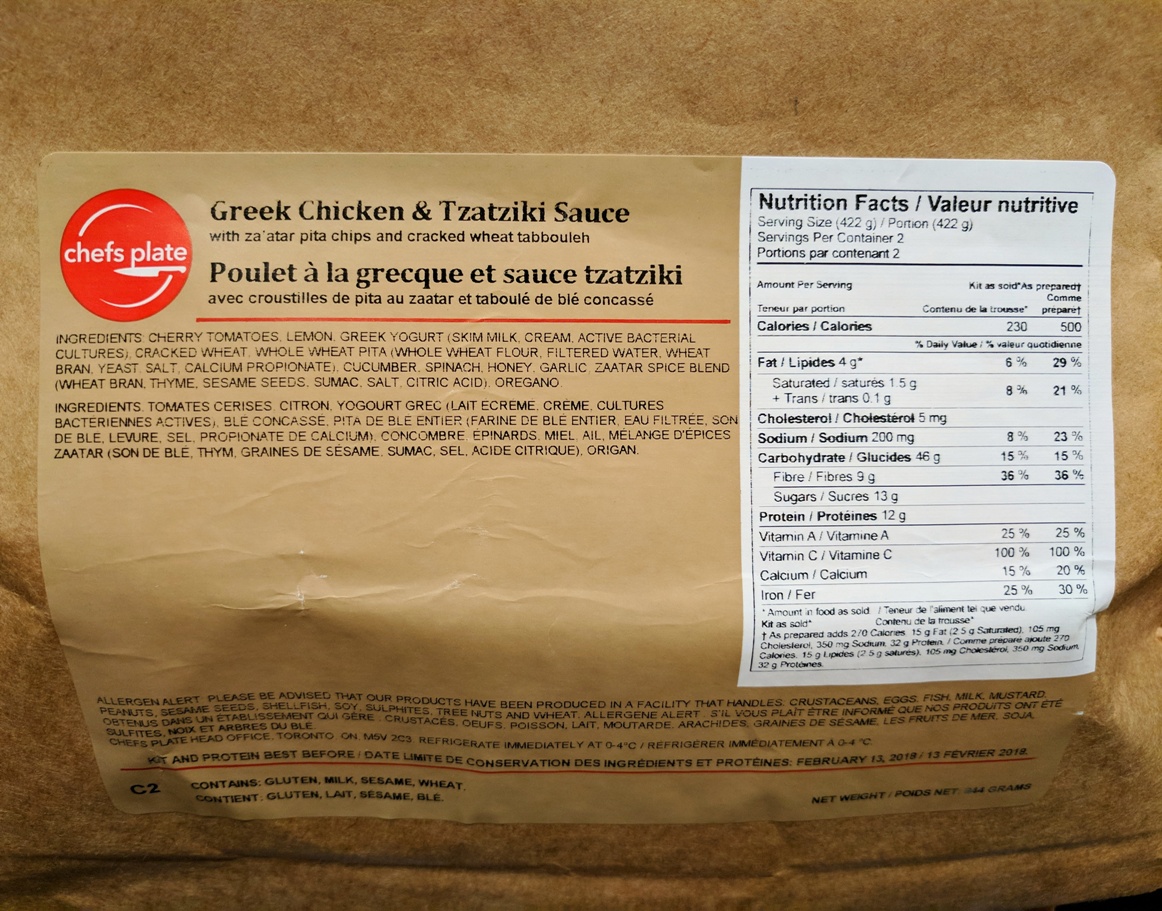 chefs plate
Greek Chicken & Tzatziki Sauce
with za'atar pita chips and cracked wheat tabbouleh
Poulet à la grecque et sauce tzatziki
avec croustilles de pita au zaatar et taboulé de blé concassé
INGREDIENTS: CHERRY TOMATOES, LEMON, GREEK YOGURT (SKIM MILK, CREAM, ACTIVE BACTERIAL
CULTURES), CRACKED WHEAT, WHOLE WHEAT PITA (WHOLE WHEAT FLOUR, FILTERED WATER, WHEAT
BRAN, YEAST, SALT, CALCIUM PROPIONATE), CUCUMBER, SPINACH, HONEY, GARLIC, ZAATAR SPICE BLEND
(WHEAT BRAN, THYME, SESAME SEEDS, SUMAC, SALT, CITRIC ACID), OREGANO.
INGREDIENTS: TOMATES CERISES, CITRON, YOGOURT GREC (LAIT ÉCRÉMÉ, CRÈME, CULTURES
BACTERIENNES ACTIVES), BLÉ CONCASSÉ, PITA DE BLÉ ENTIER (FARINE DE BLÉ ENTIER, EAU FILTRÉE, SON
DE BLÉ, LEVURE, SEL, PROPIONATE DE CALCIUM), CONCOMBRE, ÉPINARDS, MIEL, AIL, MÉLANGE D'ÉPICES
ZAATAR (SON DE BLÉ, THYM, GRAINES DE SÉSAME, SUMAC, SEL, ACIDE CITRIQUE), ORIGAN.
Nutrition Facts / Valeur nutritive
Serving Size (422 g) / Portion (422 g)
Servings Per Container 2
Portions par contenant 2
Amount Per Serving Kit as sold* As prepared†
Comme
Teneur par portion Contenu de la trousse* préparé†
Calories / Calories 230 500
% Daily Value / % valeur quotidienne
Fat / Lipides 4 g* 6 % 29 %
Saturated / saturés 1.5 g
+ Trans / trans 0.1 g 8 % 21 %
Cholesterol / Cholestérol 5 mg
Sodium / Sodium 200 mg 8 % 23 %
Carbohydrate / Glucides 46 g 15 % 15 %
Fibre / Fibres 9 g 36 % 36 %
Sugars / Sucres 13 g
Protein / Protéines 12 g
Vitamin A / Vitamine A 25 % 25 %
Vitamin C / Vitamine C 100 % 100 %
Calcium / Calcium 15 % 20 %
Iron / Fer 25 % 30 %
* Amount in food as sold / Teneur de l'aliment tel que vendu
Kit as sold* Contenu de la trousse*
† As prepared adds 270 Calories, 15 g Fat (2.5 g Saturated), 105 mg
Cholesterol, 350 mg Sodium, 32 g Protein. / Comme préparé ajoute 270
Calories, 15 g Lipides (2.5 g saturés), 105 mg Cholestérol, 350 mg Sodium,
32 g Protéines.
ALLERGEN ALERT: PLEASE BE ADVISED THAT OUR PRODUCTS HAVE BEEN PRODUCED IN A FACILITY THAT HANDLES: CRUSTACEANS, EGGS, FISH, MILK, MUSTARD,
PEANUTS, SESAME SEEDS, SHELLFISH, SOY, SULPHITES, TREE NUTS AND WHEAT. ALLERGENE ALERT: S'IL VOUS PLAÎT ÊTRE INFORMÉ QUE NOS PRODUITS ONT ÉTÉ
OBTENUS DANS UN ÉTABLISSEMENT QUI GÈRE: CRUSTACÉS, OEUFS, POISSON, LAIT, MOUTARDE, ARACHIDES, GRAINES DE SÉSAME, LES FRUITS DE MER, SOJA,
SULFITES, NOIX ET ARBRES DU BLÉ.
CHEFS PLATE HEAD OFFICE, TORONTO, ON, M5V 2C3. REFRIGERATE IMMEDIATELY AT 0-4°C / RÉFRIGÉRER IMMÉDIATEMENT À 0-4 °C.
KIT AND PROTEIN BEST BEFORE / DATE LIMITE DE CONSERVATION DES INGRÉDIENTS ET PROTÉINES: FEBRUARY 13, 2018 / 13 FÉVRIER 2018.
C2
CONTAINS: GLUTEN, MILK, SESAME, WHEAT.
CONTIENT: GLUTEN, LAIT, SÉSAME, BLÉ.
NET WEIGHT / POIDS NET: 844 GRAMS